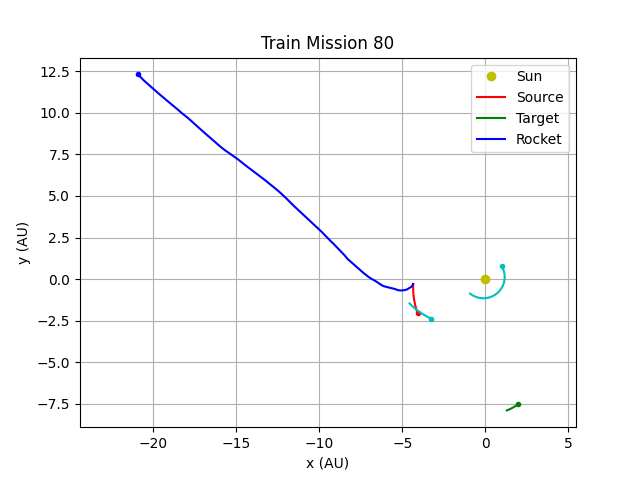 Train Mission 80
Sun
Source
Target
Rocket
12.5
10.0
7.5
5.0
2.5
0.0
−2.5
−5.0
−7.5
y (AU)
−20 −15 −10 −5 0 5
x (AU)